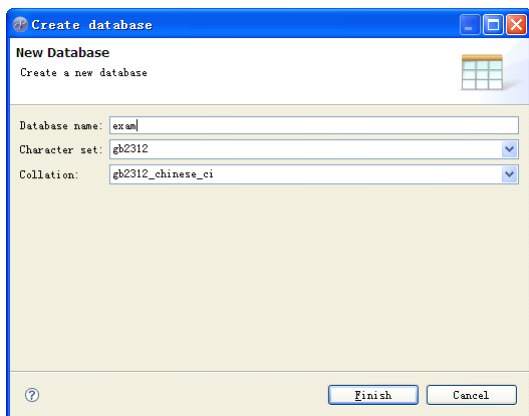 Create database
New Database
Create a new database
Database name: exam
Character set: gb2312
Collation: gb2312_chinese_ci
?
Finish
Cancel